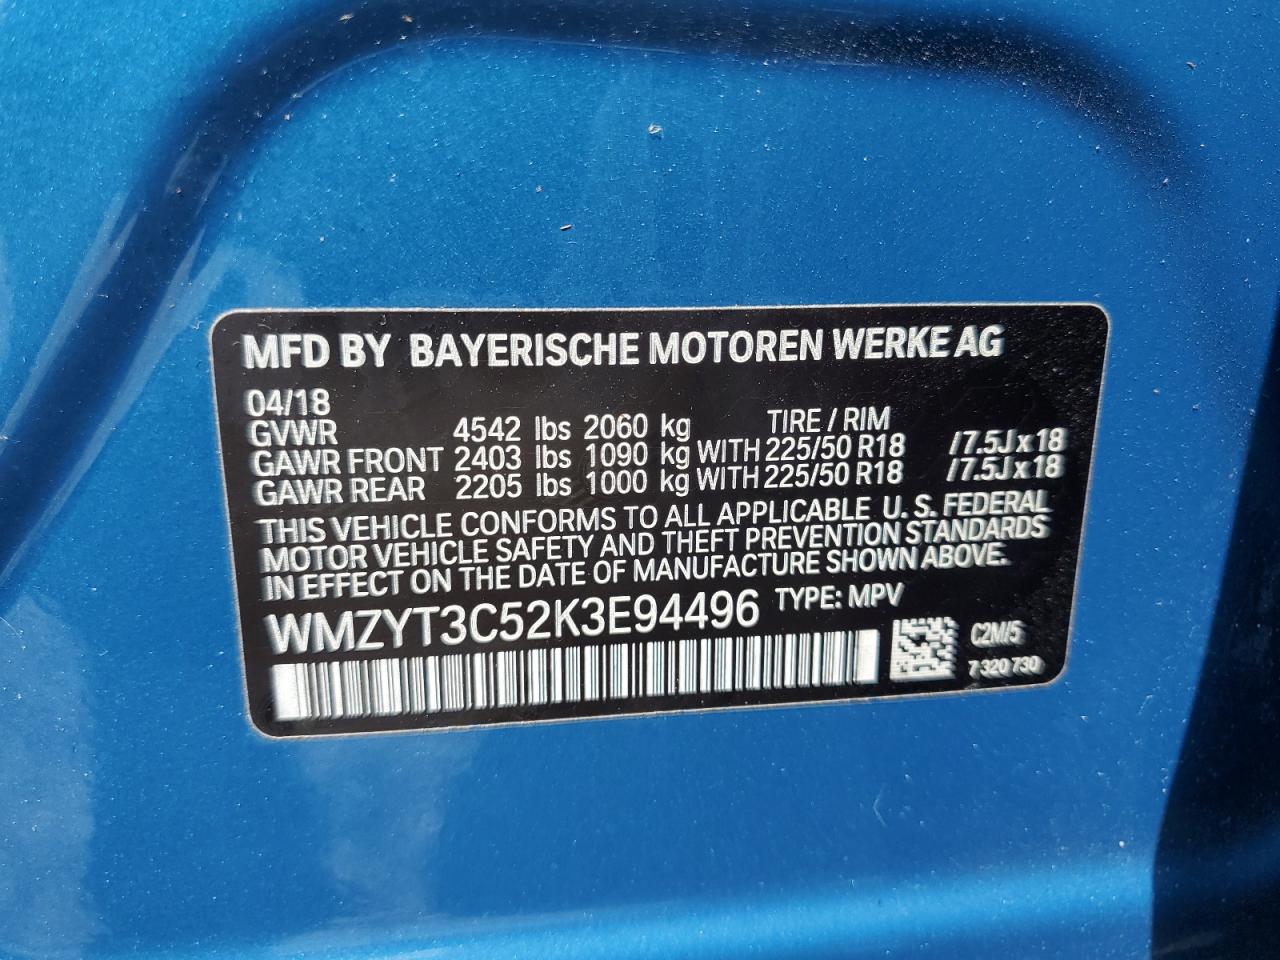 MFD BY BAYERISCHE MOTOREN WERKE AG
04/18
TIRE / RIM
GVWR 4542 lbs 2060 kg
GAWR FRONT 2403 lbs 1090 kg WITH 225/50 R18 /7.5J x 18
GAWR REAR 2205 lbs 1000 kg WITH 225/50 R18 /7.5J x 18
THIS VEHICLE CONFORMS TO ALL APPLICABLE U.S. FEDERAL
MOTOR VEHICLE SAFETY AND THEFT PREVENTION STANDARDS
IN EFFECT ON THE DATE OF MANUFACTURE SHOWN ABOVE.
WMZYT3C52K3E94496 TYPE: MPV
C2M/5
7 320 730